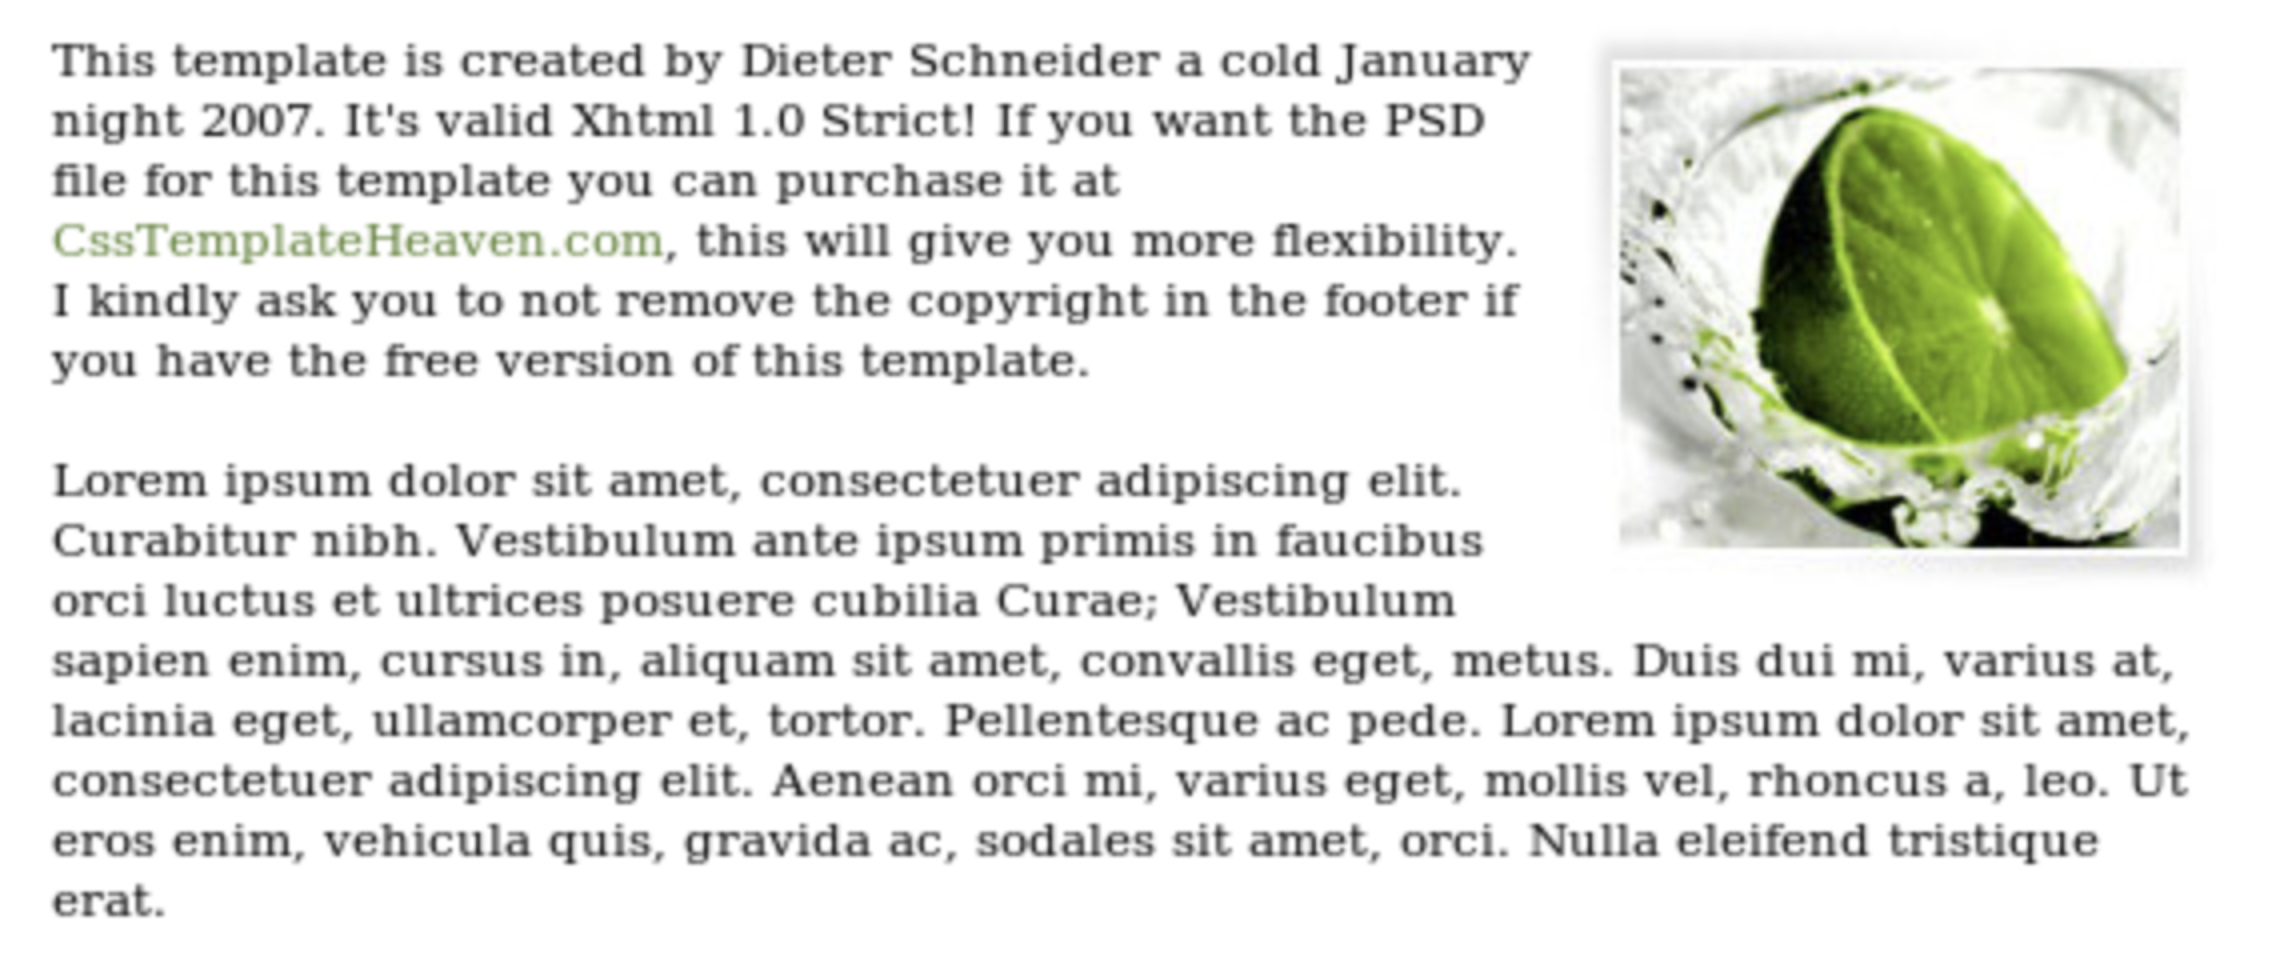 This template is created by Dieter Schneider a cold January
night 2007. It's valid Xhtml 1.0 Strict! If you want the PSD
file for this template you can purchase it at
CssTemplateHeaven.com, this will give you more flexibility.
I kindly ask you to not remove the copyright in the footer if
you have the free version of this template.
Lorem ipsum dolor sit amet, consectetuer adipiscing elit.
Curabitur nibh. Vestibulum ante ipsum primis in faucibus
orci luctus et ultrices posuere cubilia Curae; Vestibulum
sapien enim, cursus in, aliquam sit amet, convallis eget, metus. Duis dui mi, varius at,
lacinia eget, ullamcorper et, tortor. Pellentesque ac pede. Lorem ipsum dolor sit amet,
consectetuer adipiscing elit. Aenean orci mi, varius eget, mollis vel, rhoncus a, leo. Ut
eros enim, vehicula quis, gravida ac, sodales sit amet, orci. Nulla eleifend tristique
erat.